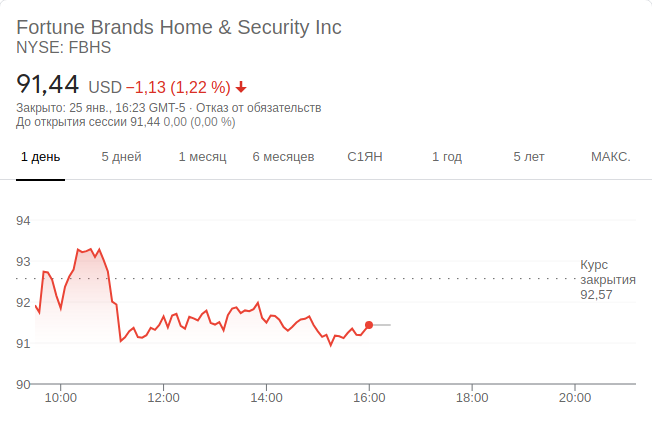 Fortune Brands Home & Security Inc
NYSE: FBHS
91,44 USD −1,13 (1,22 %)
Закрыто: 25 янв., 16:23 GMT-5 · Отказ от обязательств
До открытия сессии 91,44 0,00 (0,00 %)
1 день 5 дней 1 месяц 6 месяцев С1ЯН 1 год 5 лет МАКС.
94
93
92
91
90
Курс
закрытия
92,57
10:00 12:00 14:00 16:00 18:00 20:00